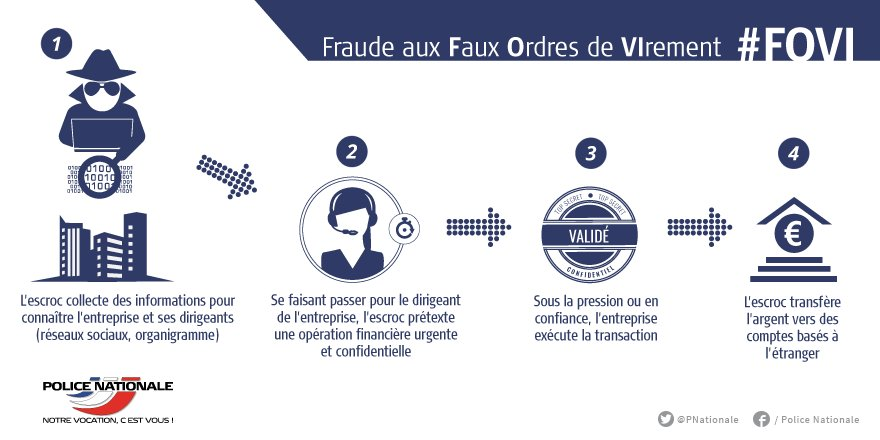 1
Fraude aux Faux Ordres de VIrement #FOVI
01001
L'escroc collecte des informations pour
connaître l'entreprise et ses dirigeants
(réseaux sociaux, organigramme)
2
Se faisant passer pour le dirigeant
de l'entreprise, l'escroc prétexte
une opération financière urgente
et confidentielle
3
TOP SECRET • TOP SECRET
VALIDÉ
CONFIDENTIEL
Sous la pression ou en
confiance, l'entreprise
exécute la transaction
4
€
L'escroc transfère
l'argent vers des
comptes basés à
l'étranger
POLICE NATIONALE
NOTRE VOCATION, C'EST VOUS !
@PNationale
/ Police Nationale